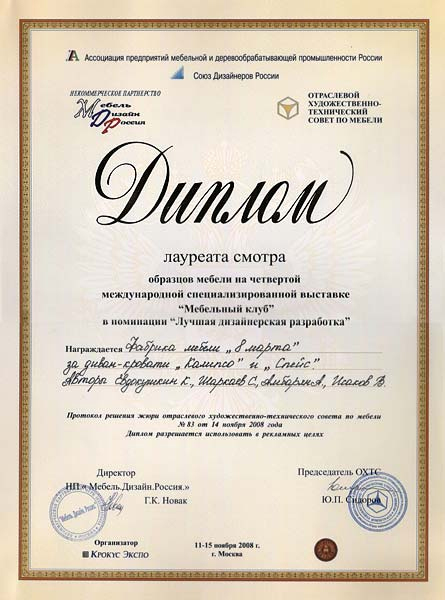 Ассоциация предприятий мебельной и деревообрабатывающей промышленности России
Союз Дизайнеров России
НЕКОММЕРЧЕСКОЕ ПАРТНЕРСТВО
Мебель
Дизайн
Россия
ОТРАСЛЕВОЙ
ХУДОЖЕСТВЕННО-
ТЕХНИЧЕСКИЙ
СОВЕТ ПО МЕБЕЛИ
Диплом
лауреата смотра
образцов мебели на четвертой
международной специализированной выставке
“Мебельный клуб”
в номинации “Лучшая дизайнерская разработка”
Награждается Фабрика мебели „8 марта”
за диван-кровати „Калипсо” и „Спейс”.
Авторы Евдокушкин К., Шаркаев С., А., Исаков В.
Протокол решения жюри отраслевого художественно-технического совета по мебели
№ 83 от 14 ноября 2008 года
Диплом разрешается использовать в рекламных целях
Директор
НП «Мебель.Дизайн.Россия.»
Г.К. Новак
Председатель ОХТС
Ю.П. Сидоров
Организатор
КРОКУС ЭКСПО
11-15 ноября 2008 г.
г. Москва